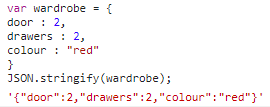 var wardrobe = {
door : 2,
drawers : 2,
colour : "red"
}
JSON.stringify(wardrobe);
'{"door":2,"drawers":2,"colour":"red"}'